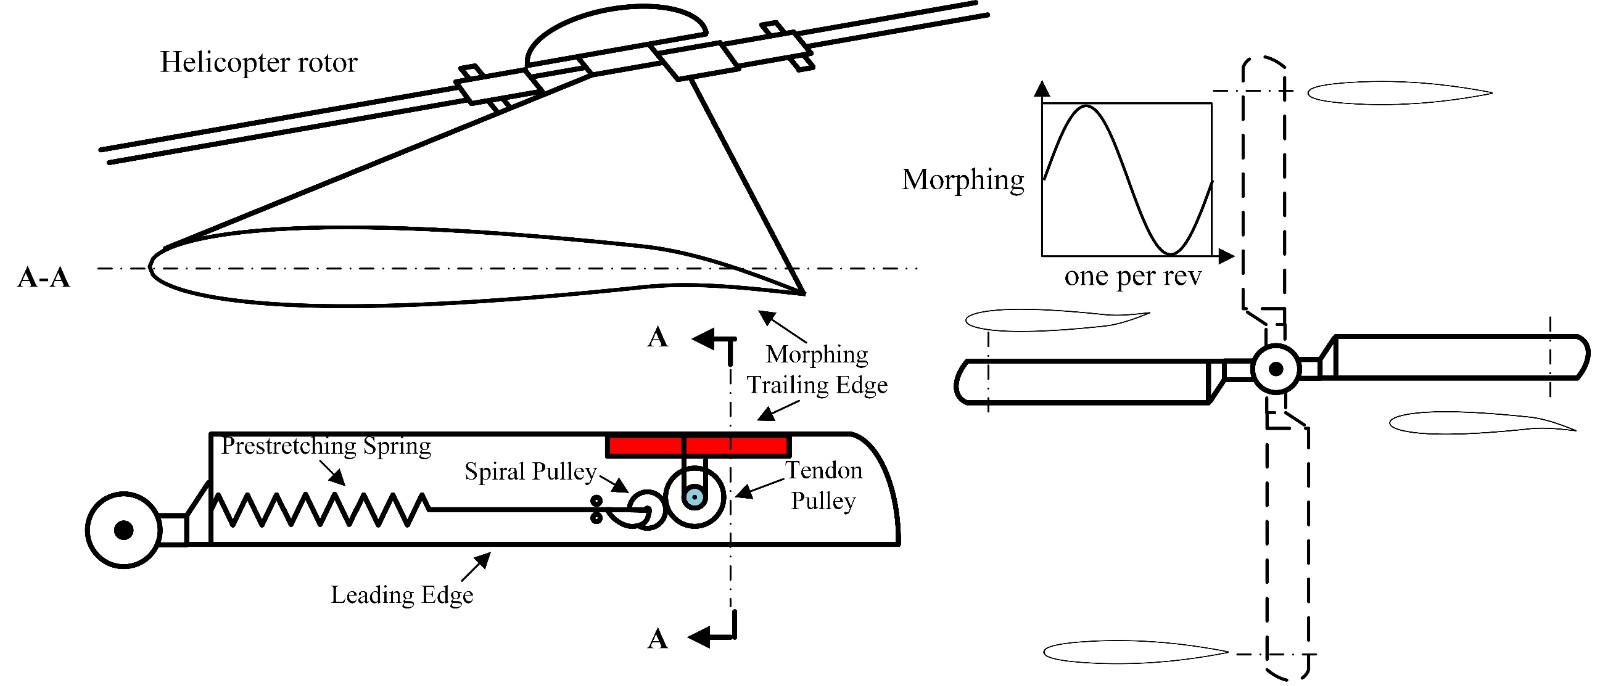 Helicopter rotor
A-A
A
Morphing
Trailing Edge
Prestretching Spring
Spiral Pulley
Tendon
Pulley
Leading Edge
A
Morphing
one per rev